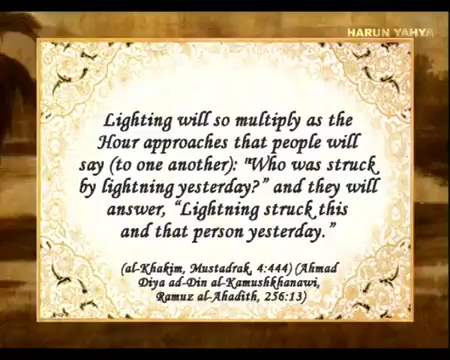 HARUN YAHYA
Lighting will so multiply as the
Hour approaches that people will
say (to one another): "Who was struck
by lightning yesterday?” and they will
answer, “Lightning struck this
and that person yesterday.”
(al-Khakim, Mustadrak, 4:444) (Ahmad
Diya ad-Din al-Kamushkhanawi,
Ramuz al-Ahadith, 256:13)